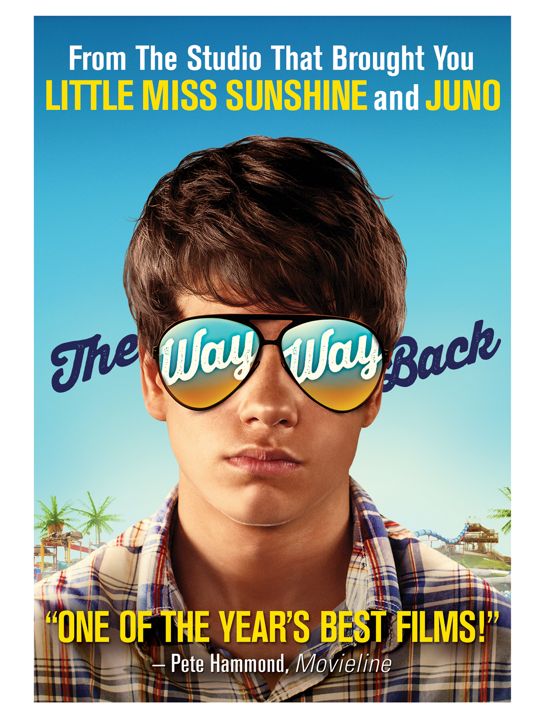 From The Studio That Brought You
LITTLE MISS SUNSHINE and JUNO
The Way Way Back
“ONE OF THE YEAR’S BEST FILMS!”
– Pete Hammond, Movieline